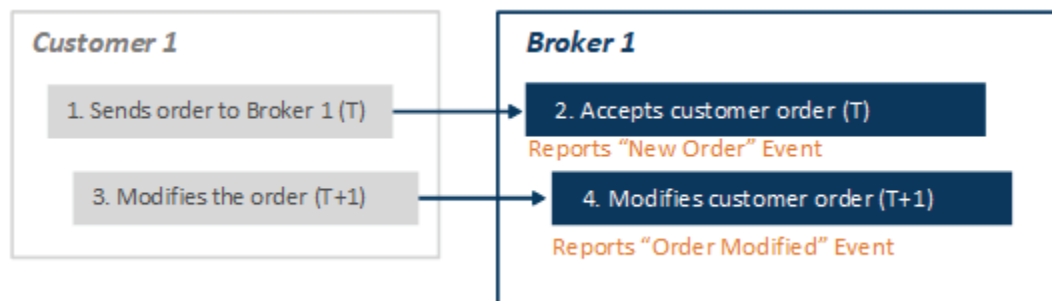 Customer 1
Broker 1
1. Sends order to Broker 1 (T)
2. Accepts customer order (T)
Reports “New Order” Event
3. Modifies the order (T+1)
4. Modifies customer order (T+1)
Reports “Order Modified” Event